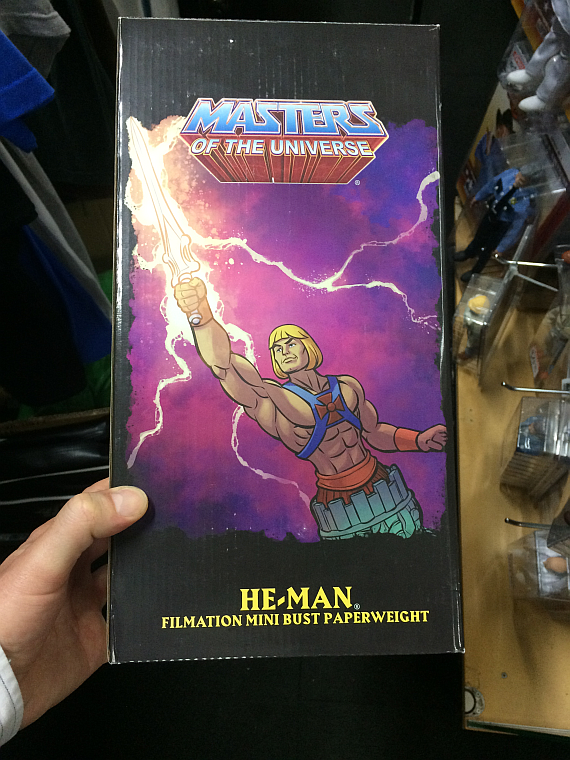 MASTERS
OF THE UNIVERSE
®
HE-MAN®
FILMATION MINI BUST PAPERWEIGHT